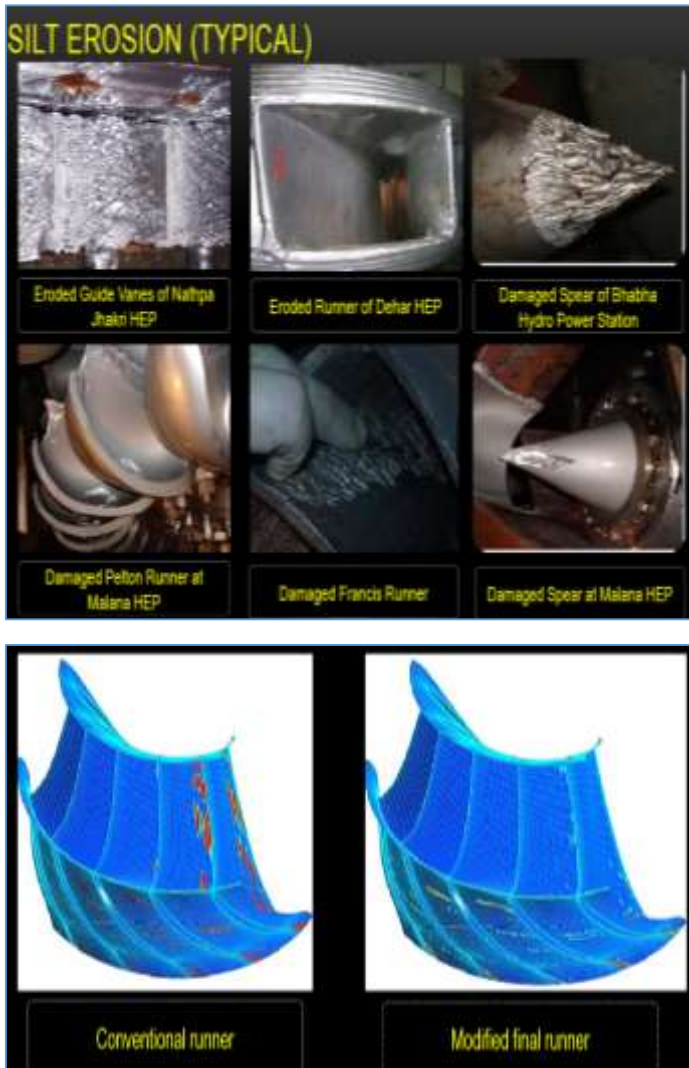 SILT EROSION (TYPICAL)
Eroded Guide Vanes of Nathpa
Jhakri HEP
Eroded Runner of Dehar HEP
Damaged Spear of Bhabha
Hydro Power Station
Damaged Pelton Runner at
Malana HEP
Damaged Francis Runner
Damaged Spear at Malana HEP
Conventional runner
Modified final runner